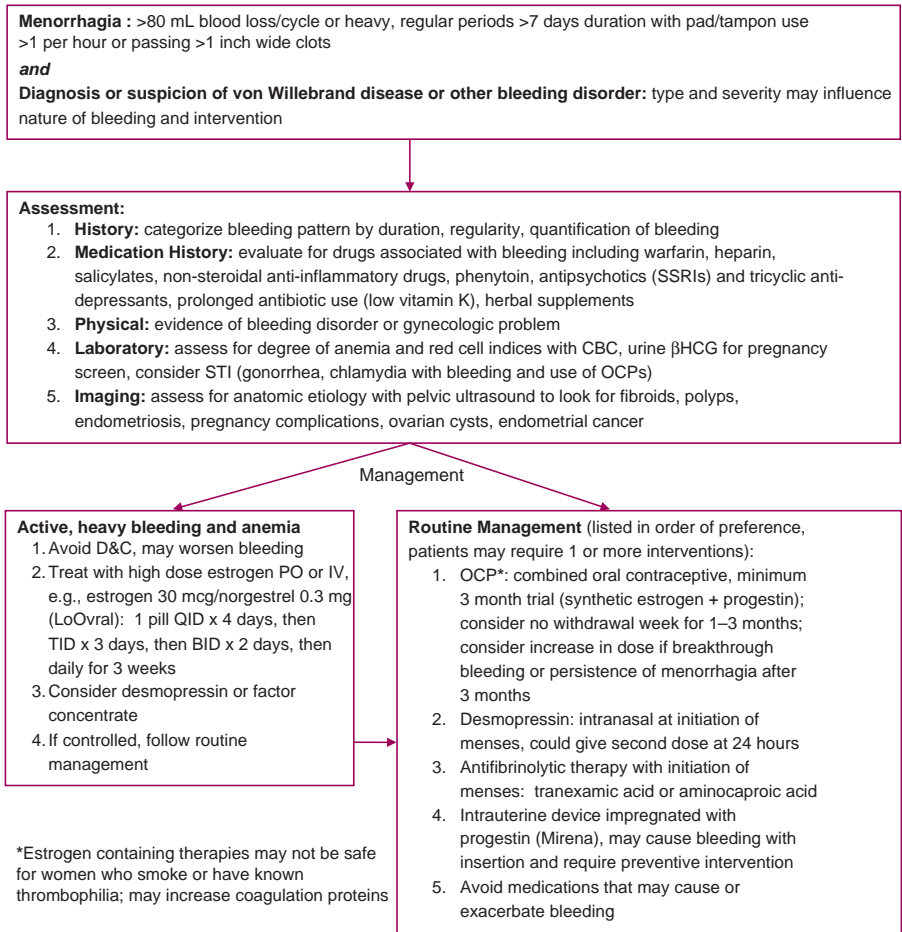 Menorrhagia : >80 mL blood loss/cycle or heavy, regular periods >7 days duration with pad/tampon use
>1 per hour or passing >1 inch wide clots
and
Diagnosis or suspicion of von Willebrand disease or other bleeding disorder: type and severity may influence
nature of bleeding and intervention
Assessment:
1. History: categorize bleeding pattern by duration, regularity, quantification of bleeding
2. Medication History: evaluate for drugs associated with bleeding including warfarin, heparin,
salicylates, non-steroidal anti-inflammatory drugs, phenytoin, antipsychotics (SSRIs) and tricyclic anti-
depressants, prolonged antibiotic use (low vitamin K), herbal supplements
3. Physical: evidence of bleeding disorder or gynecologic problem
4. Laboratory: assess for degree of anemia and red cell indices with CBC, urine βHCG for pregnancy
screen, consider STI (gonorrhea, chlamydia with bleeding and use of OCPs)
5. Imaging: assess for anatomic etiology with pelvic ultrasound to look for fibroids, polyps,
endometriosis, pregnancy complications, ovarian cysts, endometrial cancer
Management
Active, heavy bleeding and anemia
1. Avoid D&C, may worsen bleeding
2. Treat with high dose estrogen PO or IV,
e.g., estrogen 30 mcg/norgestrel 0.3 mg
(LoOvral): 1 pill QID x 4 days, then
TID x 3 days, then BID x 2 days, then
daily for 3 weeks
3. Consider desmopressin or factor
concentrate
4. If controlled, follow routine
management
Routine Management (listed in order of preference,
patients may require 1 or more interventions):
1. OCP*: combined oral contraceptive, minimum
3 month trial (synthetic estrogen + progestin);
consider no withdrawal week for 1–3 months;
consider increase in dose if breakthrough
bleeding or persistence of menorrhagia after
3 months
2. Desmopressin: intranasal at initiation of
menses, could give second dose at 24 hours
3. Antifibrinolytic therapy with initiation of
menses: tranexamic acid or aminocaproic acid
4. Intrauterine device impregnated with
progestin (Mirena), may cause bleeding with
insertion and require preventive intervention
5. Avoid medications that may cause or
exacerbate bleeding
*Estrogen containing therapies may not be safe
for women who smoke or have known
thrombophilia; may increase coagulation proteins